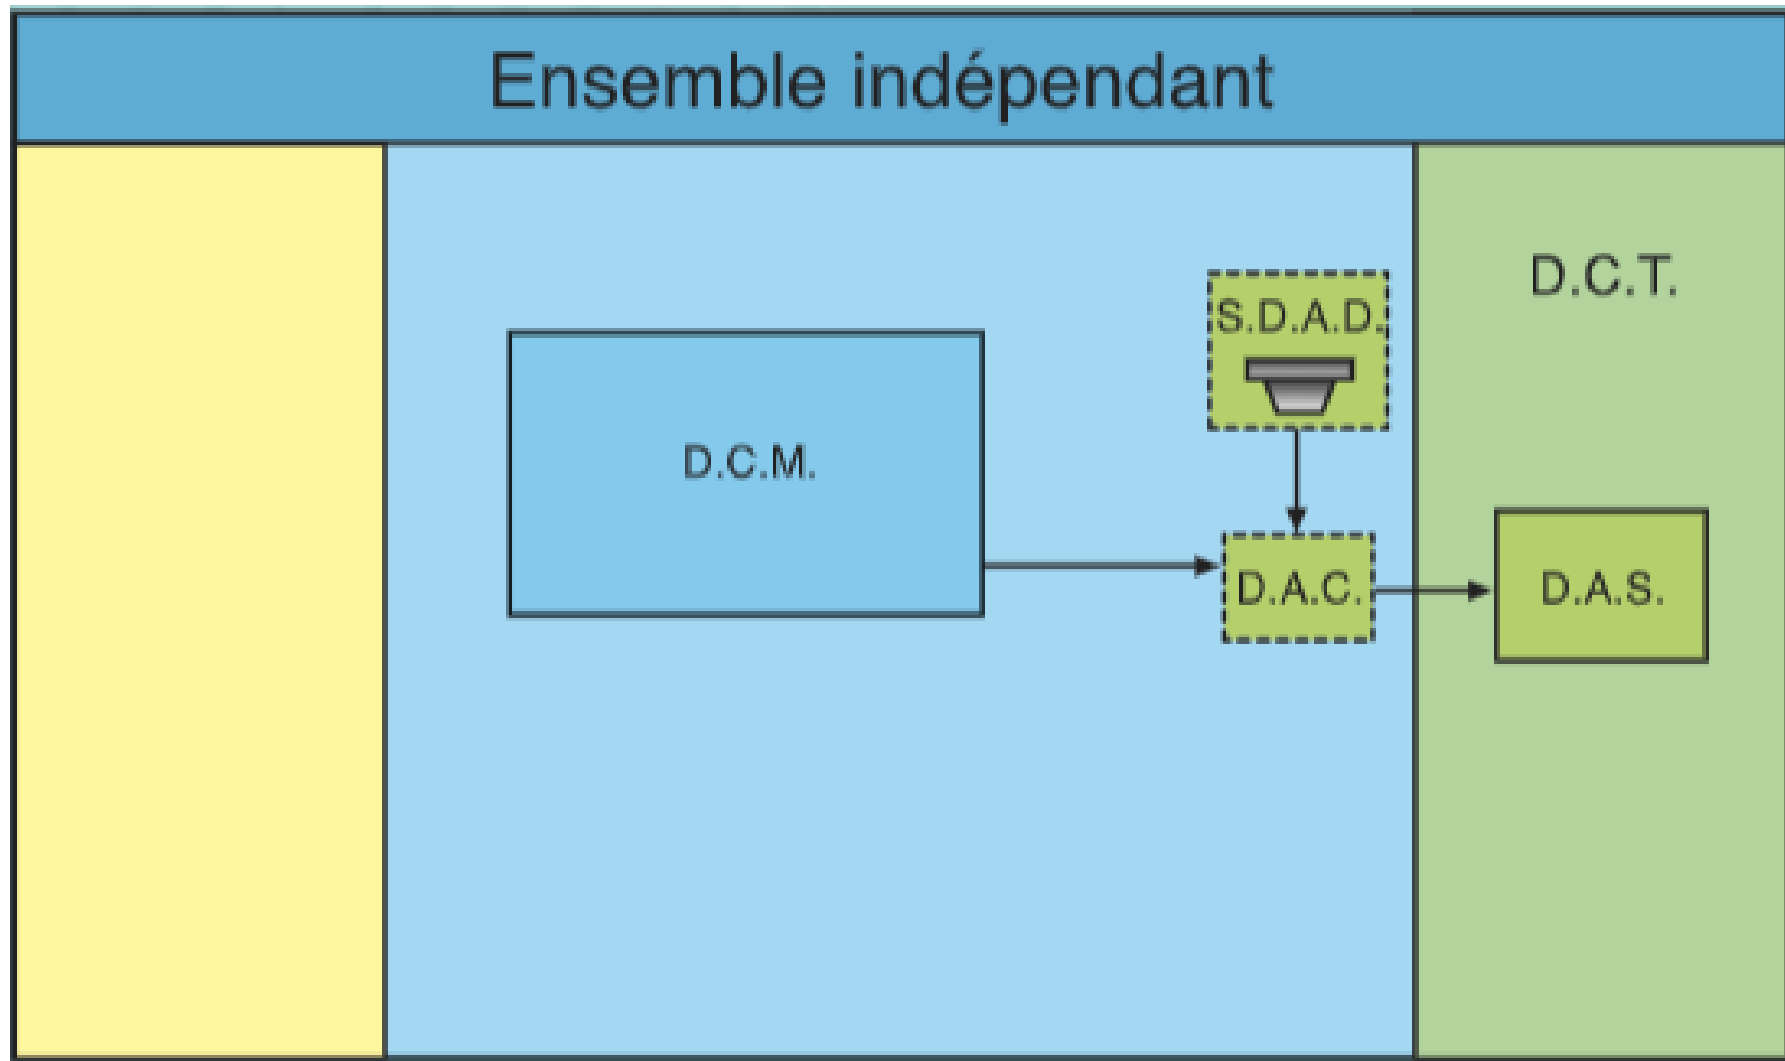 Ensemble indépendant
D.C.T.
S.D.A.D.
D.C.M.
D.A.C.
D.A.S.